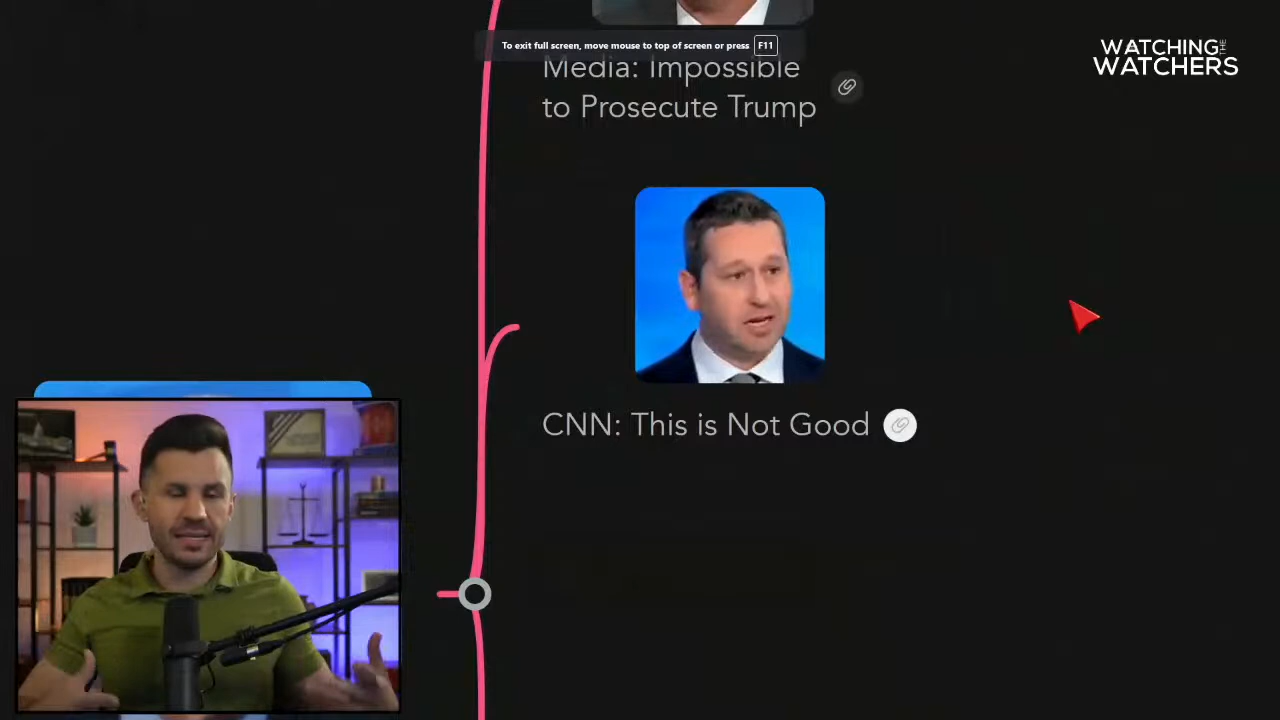 To exit full screen, move mouse to top of screen or press F11
WATCHING THE
WATCHERS
Media: Impossible
to Prosecute Trump
CNN: This is Not Good